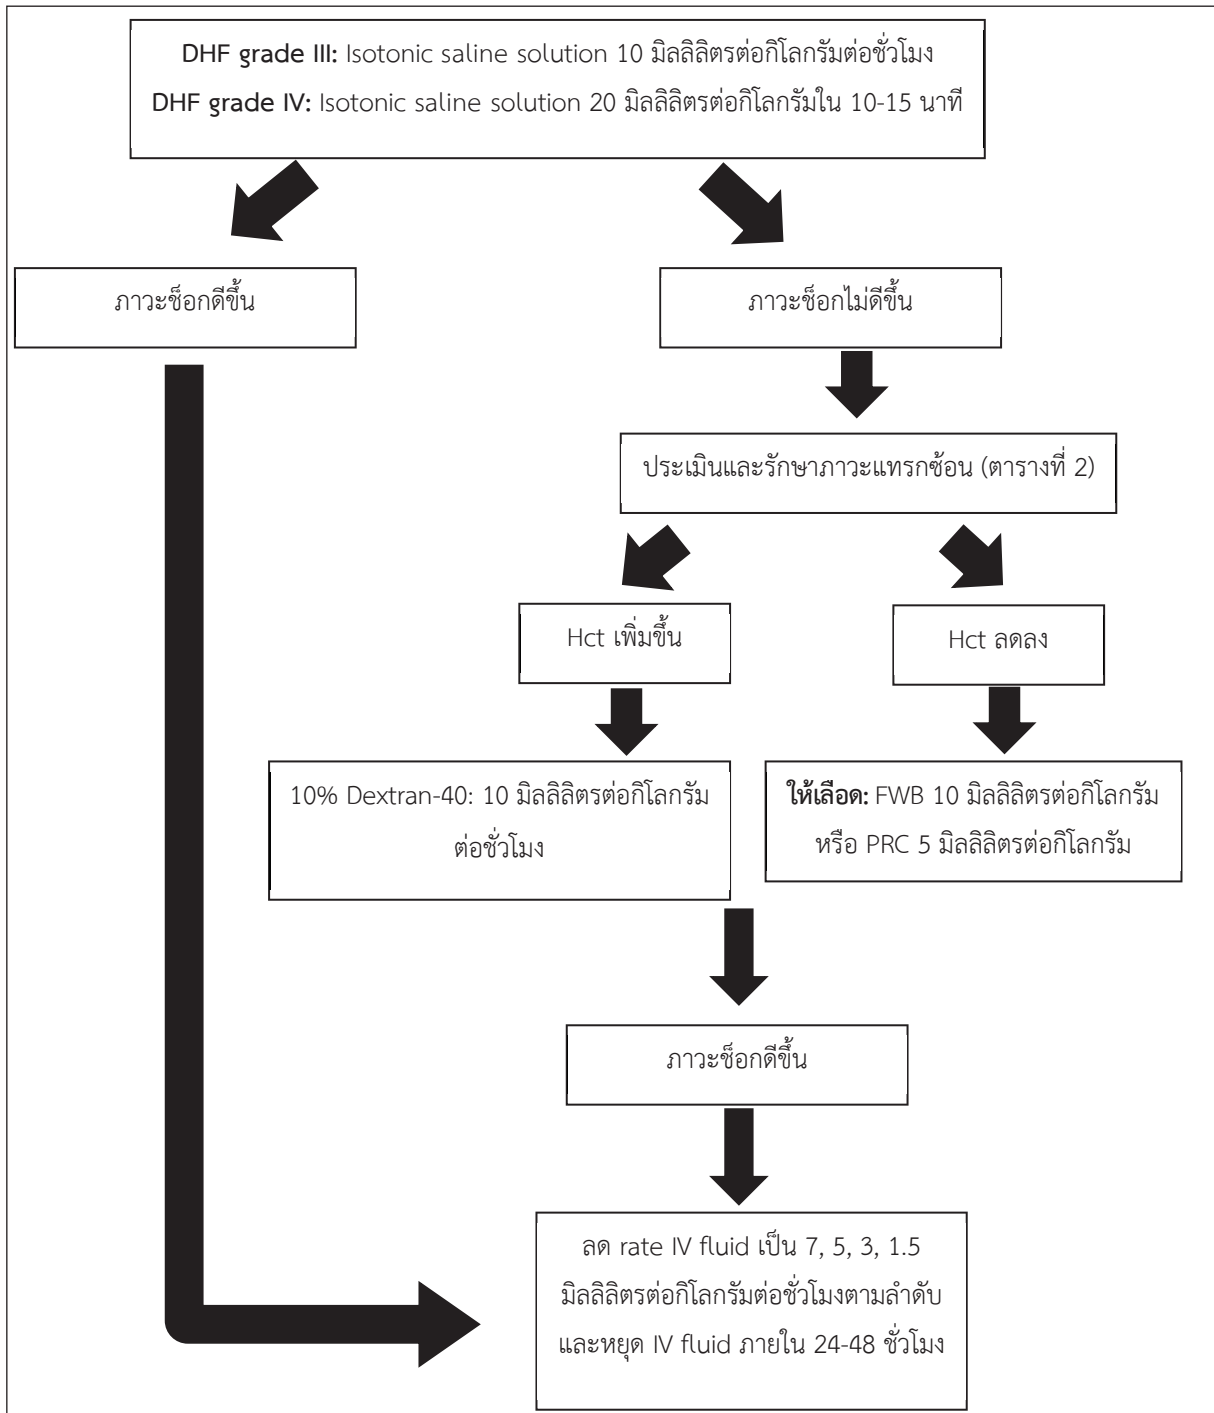 DHF grade III: Isotonic saline solution 10 มิลลิลิตรต่อกิโลกรัมต่อชั่วโมง
DHF grade IV: Isotonic saline solution 20 มิลลิลิตรต่อกิโลกรัมใน 10-15 นาที
ภาวะช็อกดีขึ้น
ภาวะช็อกไม่ดีขึ้น
ประเมินและรักษาภาวะแทรกซ้อน (ตารางที่ 2)
Hct เพิ่มขึ้น
Hct ลดลง
10% Dextran-40: 10 มิลลิลิตรต่อกิโลกรัม
ต่อชั่วโมง
ให้เลือด: FWB 10 มิลลิลิตรต่อกิโลกรัม
หรือ PRC 5 มิลลิลิตรต่อกิโลกรัม
ภาวะช็อกดีขึ้น
ลด rate IV fluid เป็น 7, 5, 3, 1.5
มิลลิลิตรต่อกิโลกรัมต่อชั่วโมงตามลำดับ
และหยุด IV fluid ภายใน 24-48 ชั่วโมง